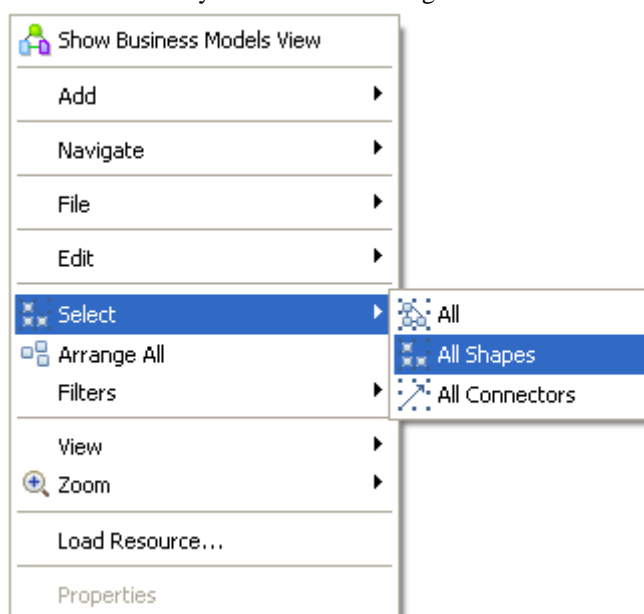 Show Business Models View
Add
Navigate
File
Edit
Select
All
Arrange All
All Shapes
Filters
All Connectors
View
Zoom
Load Resource...
Properties